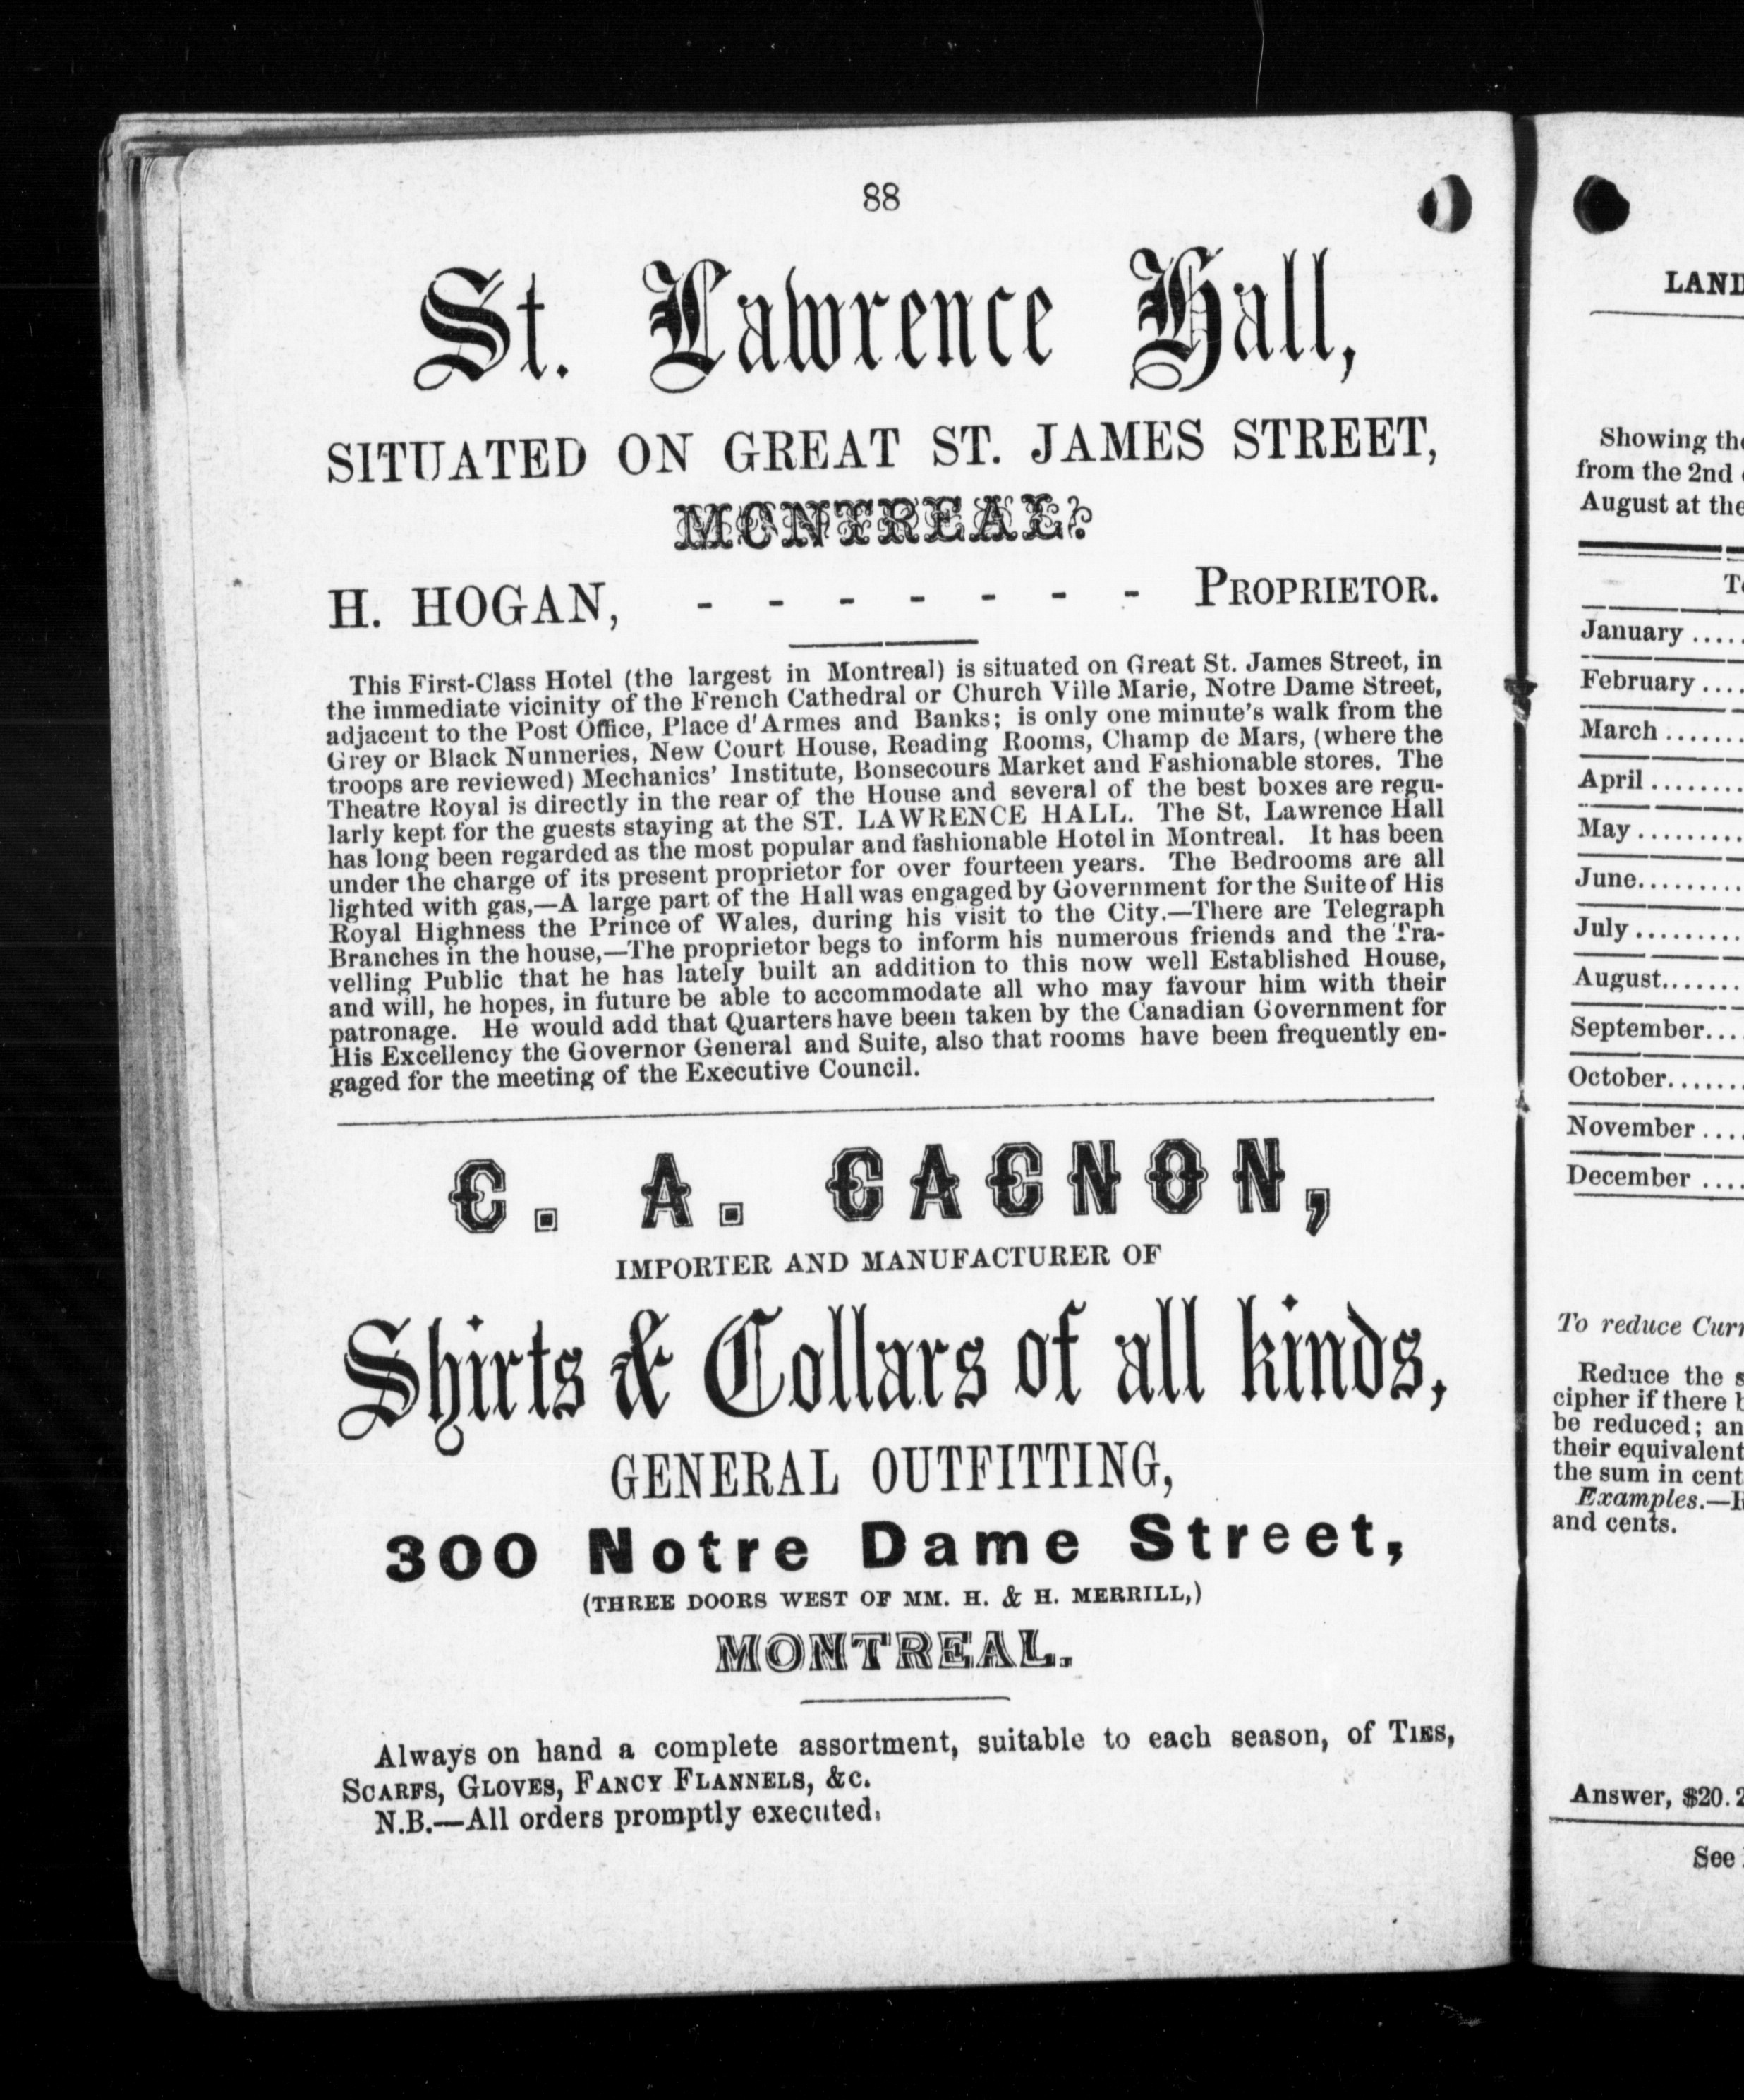 88
St. Lawrence Hall,
SITUATED ON GREAT ST. JAMES STREET,
MONTREAL.
H. HOGAN, - - - - - - - PROPRIETOR.
This First-Class Hotel (the largest in Montreal) is situated on Great St. James Street, in
the immediate vicinity of the French Cathedral or Church Ville Marie, Notre Dame Street,
adjacent to the Post Office, Place d'Armes and Banks; is only one minute's walk from the
Grey or Black Nunneries, New Court House, Reading Rooms, Champ de Mars, (where the
troops are reviewed) Mechanics' Institute, Bonsecours Market and Fashionable stores. The
Theatre Royal is directly in the rear of the House and several of the best boxes are regu-
larly kept for the guests staying at the ST. LAWRENCE HALL. The St. Lawrence Hall
has long been regarded as the most popular and fashionable Hotel in Montreal. It has been
under the charge of its present proprietor for over fourteen years. The Bedrooms are all
lighted with gas,—A large part of the Hall was engaged by Government for the Suite of His
Royal Highness the Prince of Wales, during his visit to the City.—There are Telegraph
Branches in the house,—The proprietor begs to inform his numerous friends and the Tra-
velling Public that he has lately built an addition to this now well Established House,
and will, he hopes, in future be able to accommodate all who may favour him with their
patronage. He would add that Quarters have been taken by the Canadian Government for
His Excellency the Governor General and Suite, also that rooms have been frequently en-
gaged for the meeting of the Executive Council.
C. A. GAGNON,
IMPORTER AND MANUFACTURER OF
Shirts & Collars of all kinds,
GENERAL OUTFITTING,
300 Notre Dame Street,
(THREE DOORS WEST OF MM. H. & H. MERRILL,)
MONTREAL.
Always on hand a complete assortment, suitable to each season, of TIES,
SCARFS, GLOVES, FANCY FLANNELS, &c.
N.B.—All orders promptly executed.
LAND
Showing the
from the 2nd
August at the
January ....
February ....
March ......
April ........
May .........
June.........
July .........
August......
September...
October......
November ....
December ....
To reduce Curr
Reduce the s
cipher if there b
be reduced; an
their equivalent
the sum in cent
Examples.—
and cents.
Answer, $20.2
See